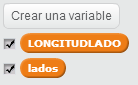 Crear una variable
LONGITUDLADO
lados